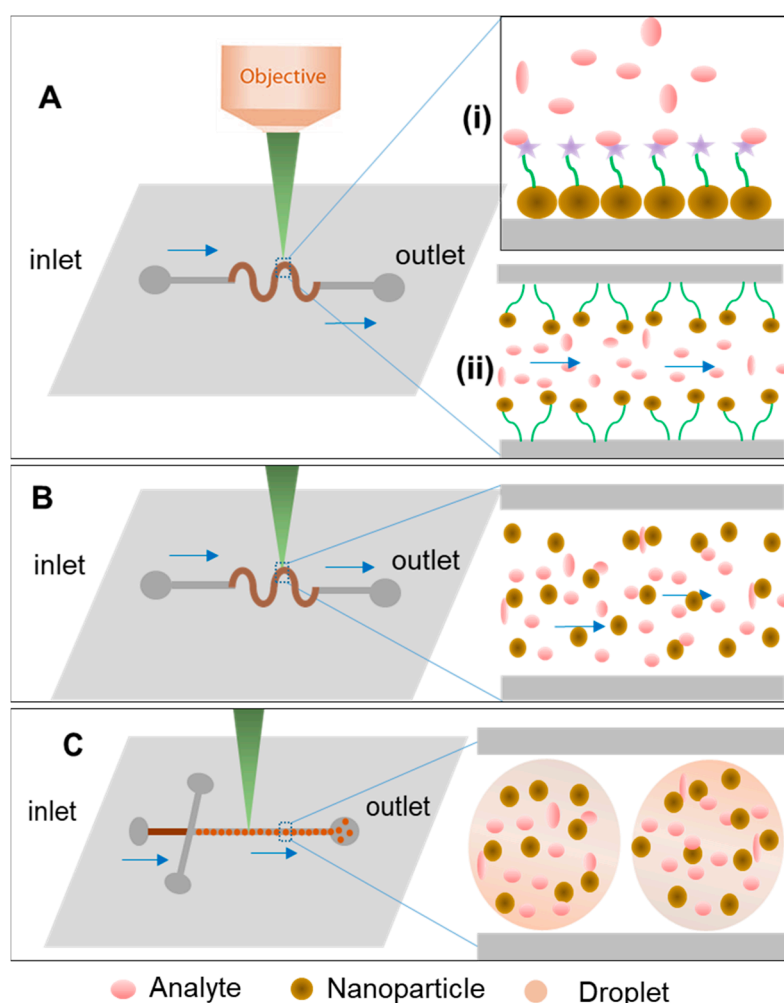 A
Objective
(i)
inlet
outlet
(ii)
B
inlet
outlet
C
inlet
outlet
Analyte
Nanoparticle
Droplet